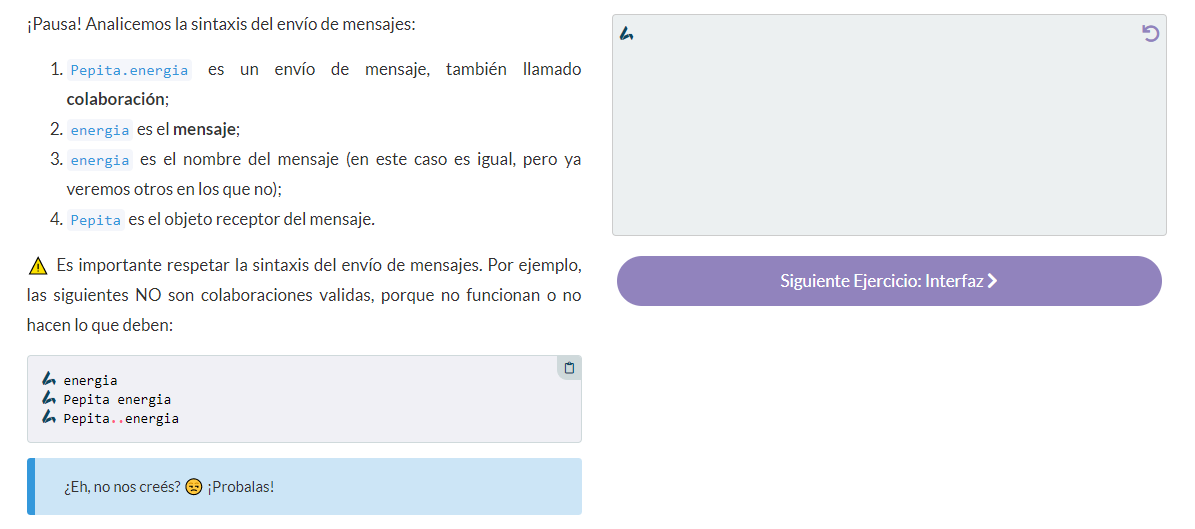 ¡Pausa! Analicemos la sintaxis del envío de mensajes:
1. Pepita.energia es un envío de mensaje, también llamado
colaboración;
2. energia es el mensaje;
3. energia es el nombre del mensaje (en este caso es igual, pero ya
veremos otros en los que no);
4. Pepita es el objeto receptor del mensaje.
Es importante respetar la sintaxis del envío de mensajes. Por ejemplo,
las siguientes NO son colaboraciones validas, porque no funcionan o no
hacen lo que deben:
energia
Pepita energia
Pepita..energia
¿Eh, no nos creés? 😒 ¡Probalas!
Siguiente Ejercicio: Interfaz